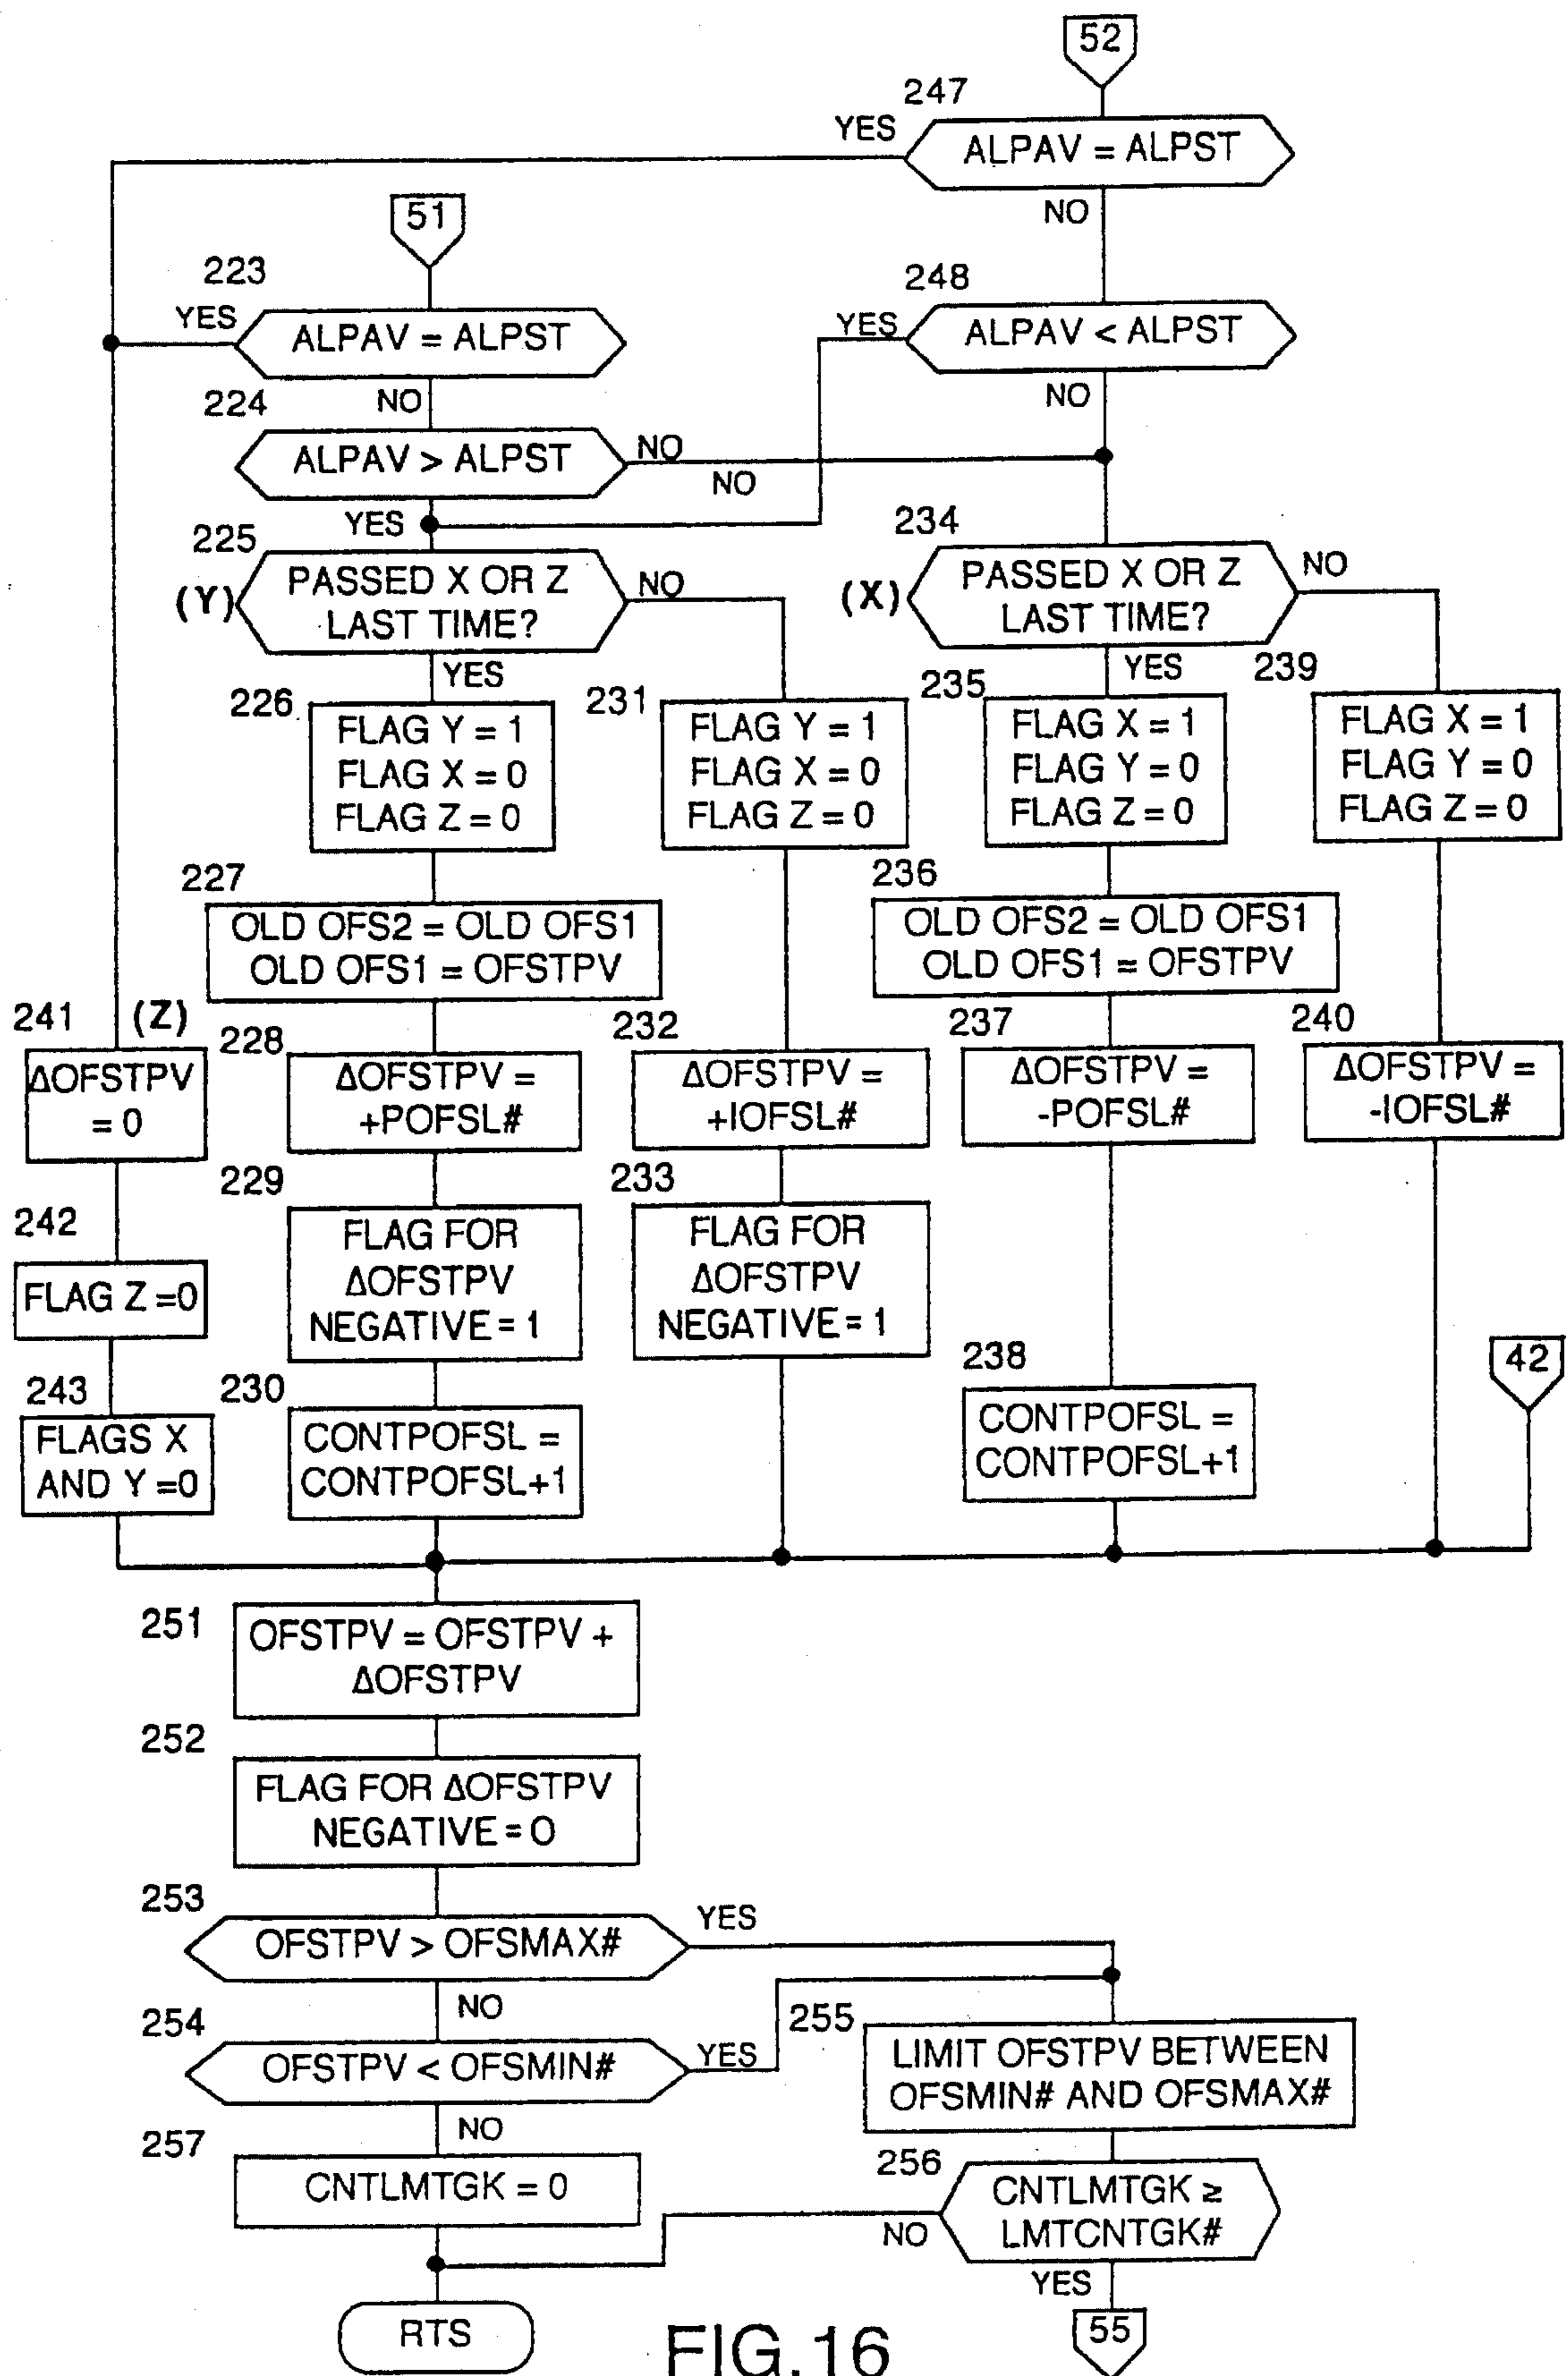 52
247
YES
ALPAV = ALPST
NO
51
223
YES
ALPAV = ALPST
NO
248
YES
ALPAV < ALPST
NO
224
ALPAV > ALPST
NO
NO
YES
225
(Y)
PASSED X OR Z
LAST TIME?
NO
YES
234
(X)
PASSED X OR Z
LAST TIME?
NO
YES
226
FLAG Y = 1
FLAG X = 0
FLAG Z = 0
231
FLAG Y = 1
FLAG X = 0
FLAG Z = 0
235
FLAG X = 1
FLAG Y = 0
FLAG Z = 0
239
FLAG X = 1
FLAG Y = 0
FLAG Z = 0
227
OLD OFS2 = OLD OFS1
OLD OFS1 = OFSTPV
236
OLD OFS2 = OLD OFS1
OLD OFS1 = OFSTPV
241
(Z)
ΔOFSTPV
= 0
228
ΔOFSTPV =
+POFSL#
232
ΔOFSTPV =
+IOFSL#
237
ΔOFSTPV =
-POFSL#
240
ΔOFSTPV =
-IOFSL#
242
FLAG Z =0
229
FLAG FOR
ΔOFSTPV
NEGATIVE = 1
233
FLAG FOR
ΔOFSTPV
NEGATIVE = 1
243
FLAGS X
AND Y =0
230
CONTPOFSL =
CONTPOFSL+1
238
CONTPOFSL =
CONTPOFSL+1
42
251
OFSTPV = OFSTPV +
ΔOFSTPV
252
FLAG FOR ΔOFSTPV
NEGATIVE = O
253
OFSTPV > OFSMAX#
YES
NO
254
OFSTPV < OFSMIN#
YES
NO
255
LIMIT OFSTPV BETWEEN
OFSMIN# AND OFSMAX#
257
CNTLMTGK = 0
256
CNTLMTGK ≥
LMTCNTGK#
NO
YES
RTS
55
FIG.16